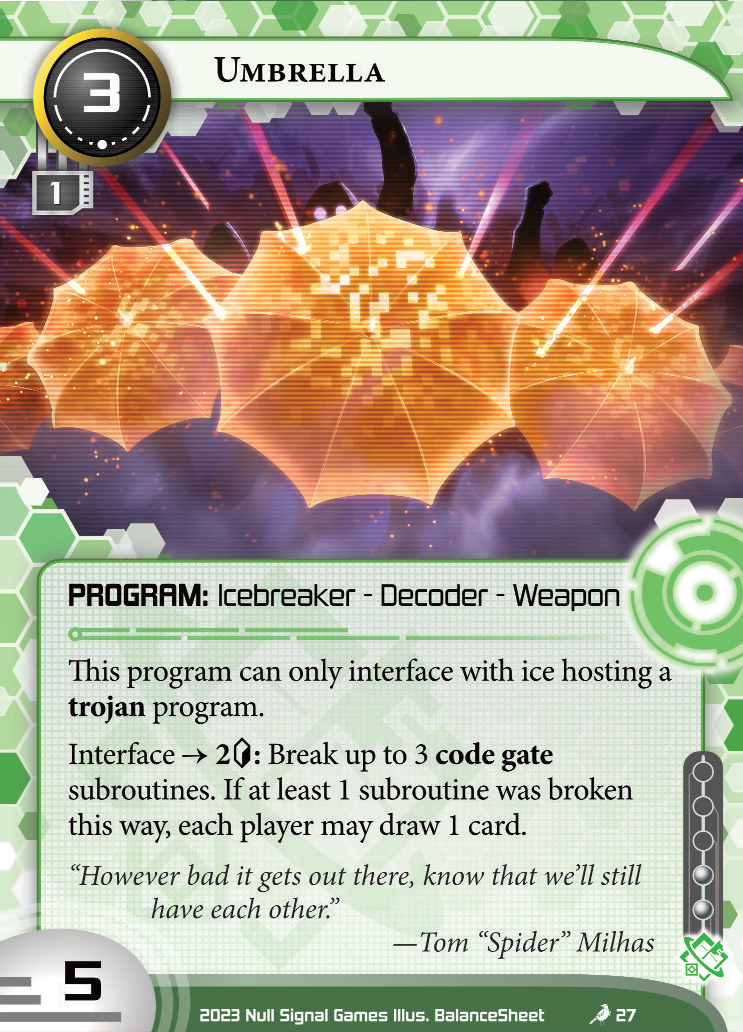 3
Umbrella
1
PROGRAM: Icebreaker - Decoder - Weapon
This program can only interface with ice hosting a
trojan program.
Interface → 2: Break up to 3 code gate
subroutines. If at least 1 subroutine was broken
this way, each player may draw 1 card.
“However bad it gets out there, know that we’ll still
have each other.”
—Tom “Spider” Milhas
5
2023 Null Signal Games Illus. BalanceSheet 27